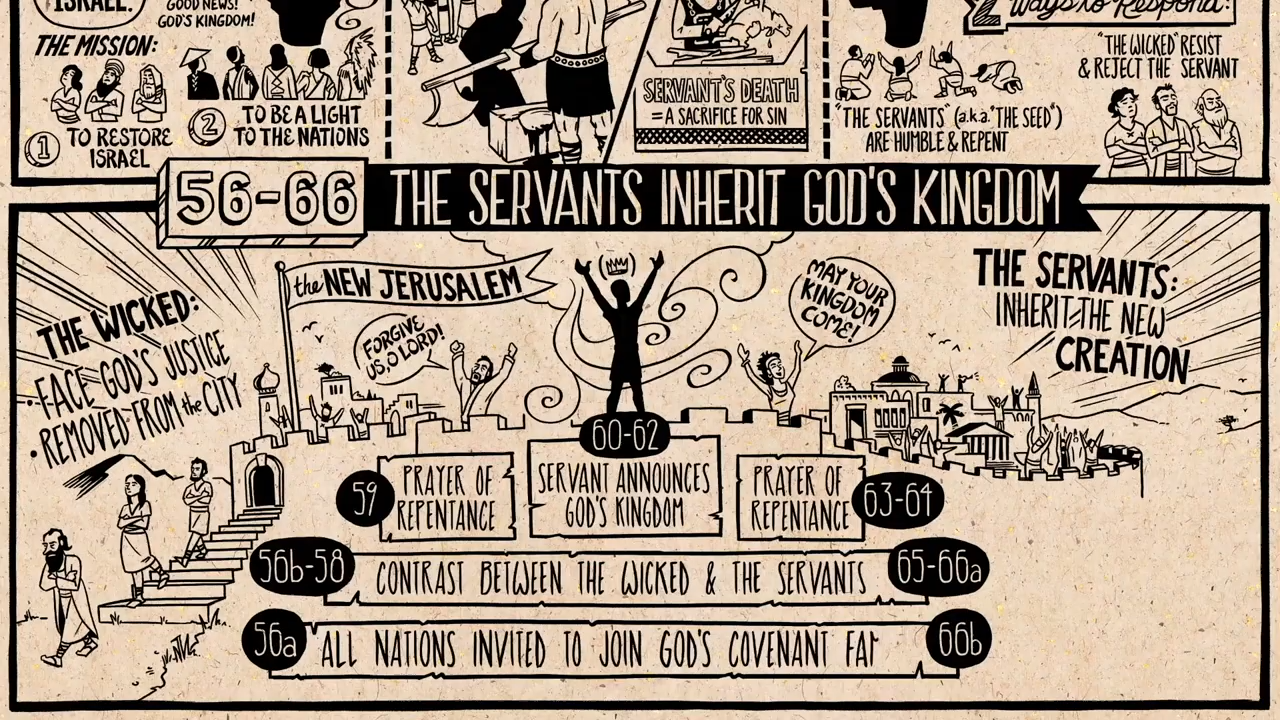 ISRAEL.
GOOD NEWS!
GOD'S KINGDOM!
THE MISSION:
1 TO RESTORE
ISRAEL
2 TO BE A LIGHT
TO THE NATIONS
SERVANT'S DEATH
= A SACRIFICE FOR SIN
2 Ways to Respond:
"THE SERVANTS" (a.k.a. "THE SEED")
ARE HUMBLE & REPENT
"THE WICKED" RESIST
& REJECT THE SERVANT
56-66 THE SERVANTS INHERIT GOD'S KINGDOM
THE WICKED:
• FACE GOD'S JUSTICE
• REMOVED FROM the CITY
the NEW JERUSALEM
FORGIVE
US, O LORD!
MAY YOUR
KINGDOM
COME!
THE SERVANTS:
INHERIT THE NEW
CREATION
60-62
59
PRAYER OF
REPENTANCE
SERVANT ANNOUNCES
GOD'S KINGDOM
PRAYER OF
REPENTANCE
63-64
56b-58 CONTRAST BETWEEN THE WICKED & THE SERVANTS 65-66a
56a ALL NATIONS INVITED TO JOIN GOD'S COVENANT 66b